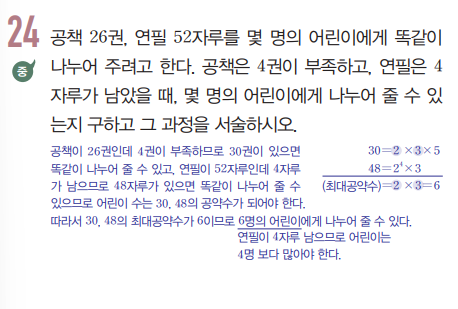 24
중
공책 26권, 연필 52자루를 몇 명의 어린이에게 똑같이
나누어 주려고 한다. 공책은 4권이 부족하고, 연필은 4
자루가 남았을 때, 몇 명의 어린이에게 나누어 줄 수 있
는지 구하고 그 과정을 서술하시오.
공책이 26권인데 4권이 부족하므로 30권이 있으면
똑같이 나누어 줄 수 있고, 연필이 52자루인데 4자루
가 남으므로 48자루가 있으면 똑같이 나누어 줄 수
있으므로 어린이 수는 30, 48의 공약수가 되어야 한다.
따라서 30, 48의 최대공약수가 6이므로 6명의 어린이에게 나누어 줄 수 있다.
연필이 4자루 남으므로 어린이는
4명 보다 많아야 한다.
30=2×3×5
48=2⁴×3
(최대공약수)=2×3=6